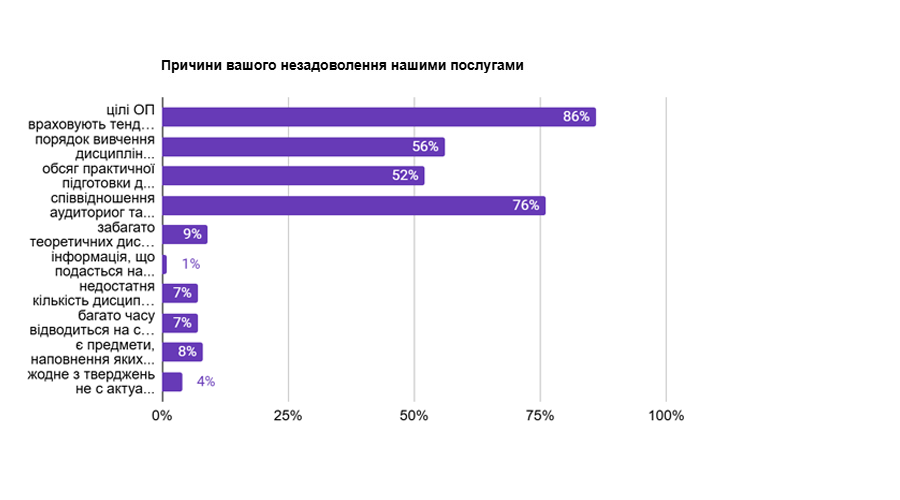 Причини вашого незадоволення нашими послугами
цілі ОП
враховують тенд...
86%
порядок вивчення
дисциплін...
56%
обсяг практичної
підготовки д...
52%
співвідношення
аудиториог та...
76%
забагато
теоретичних дис...
9%
інформація, що
подасться на...
1%
недостатня
кількість дисцип...
7%
багато часу
відводиться на с...
7%
є предмети,
наповнення яких...
8%
жодне з тверджень
не с актуа...
4%
0% 25% 50% 75% 100%